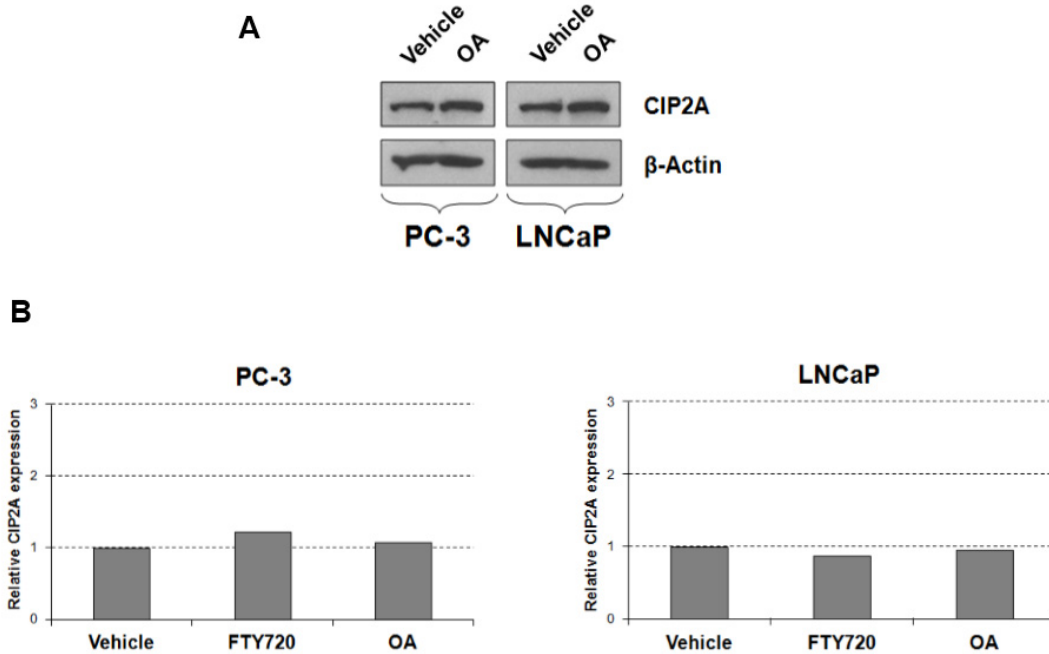 A
Vehicle OA Vehicle OA
CIP2A
β-Actin
PC-3 LNCaP
B
PC-3
Relative CIP2A expression
3
2
1
0
Vehicle FTY720 OA
LNCaP
Relative CIP2A expression
3
2
1
0
Vehicle FTY720 OA